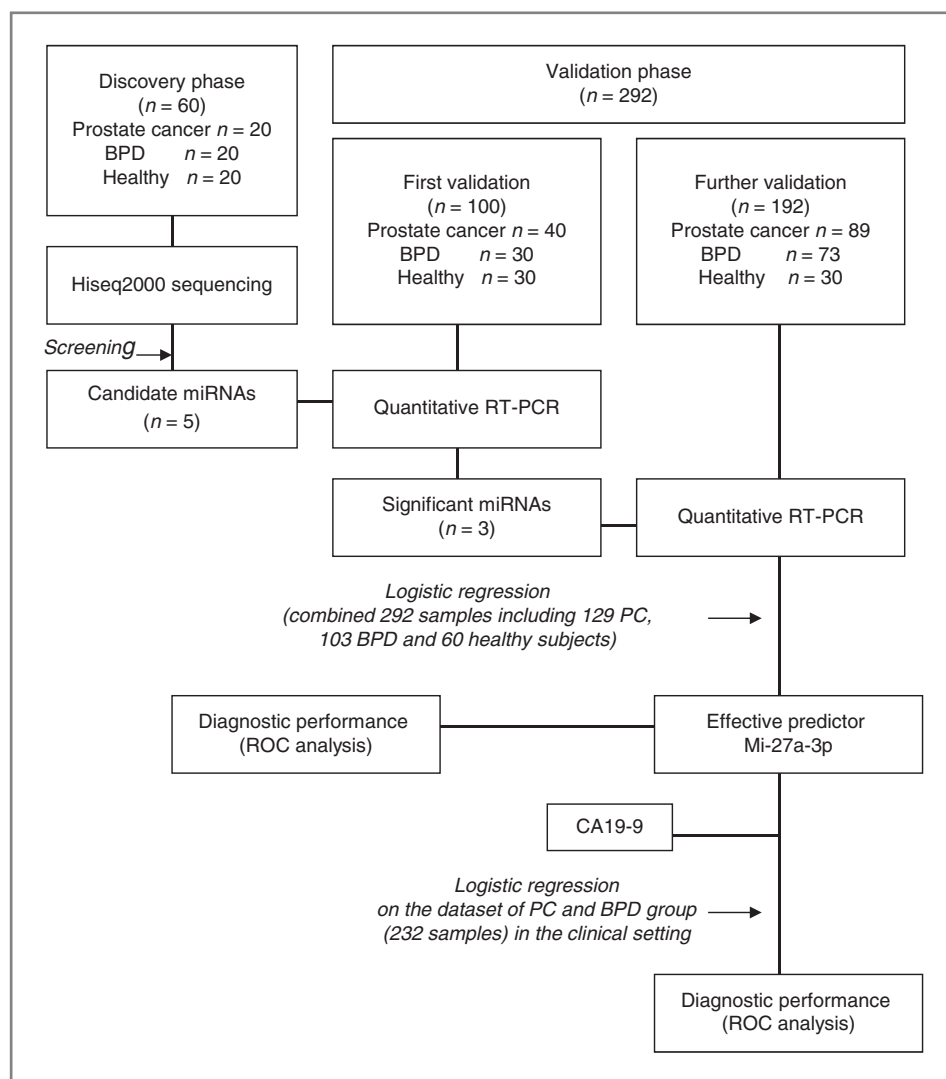 Discovery phase
(n = 60)
Prostate cancer n = 20
BPD n = 20
Healthy n = 20
Validation phase
(n = 292)
First validation
(n = 100)
Prostate cancer n = 40
BPD n = 30
Healthy n = 30
Further validation
(n = 192)
Prostate cancer n = 89
BPD n = 73
Healthy n = 30
Hiseq2000 sequencing
Screening
Candidate miRNAs
(n = 5)
Quantitative RT-PCR
Significant miRNAs
(n = 3)
Quantitative RT-PCR
Logistic regression
(combined 292 samples including 129 PC,
103 BPD and 60 healthy subjects)
Diagnostic performance
(ROC analysis)
Effective predictor
Mi-27a-3p
CA19-9
Logistic regression
on the dataset of PC and BPD group
(232 samples) in the clinical setting
Diagnostic performance
(ROC analysis)